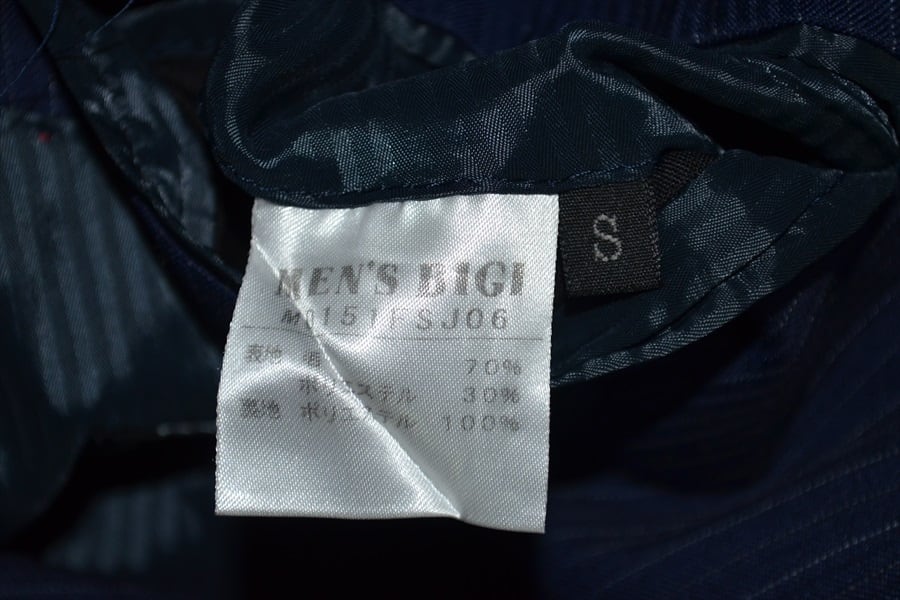 MEN'S BIGI
M0151FSJ06
表地 70%
ポリエステル 30%
裏地 ポリエステル 100%
S